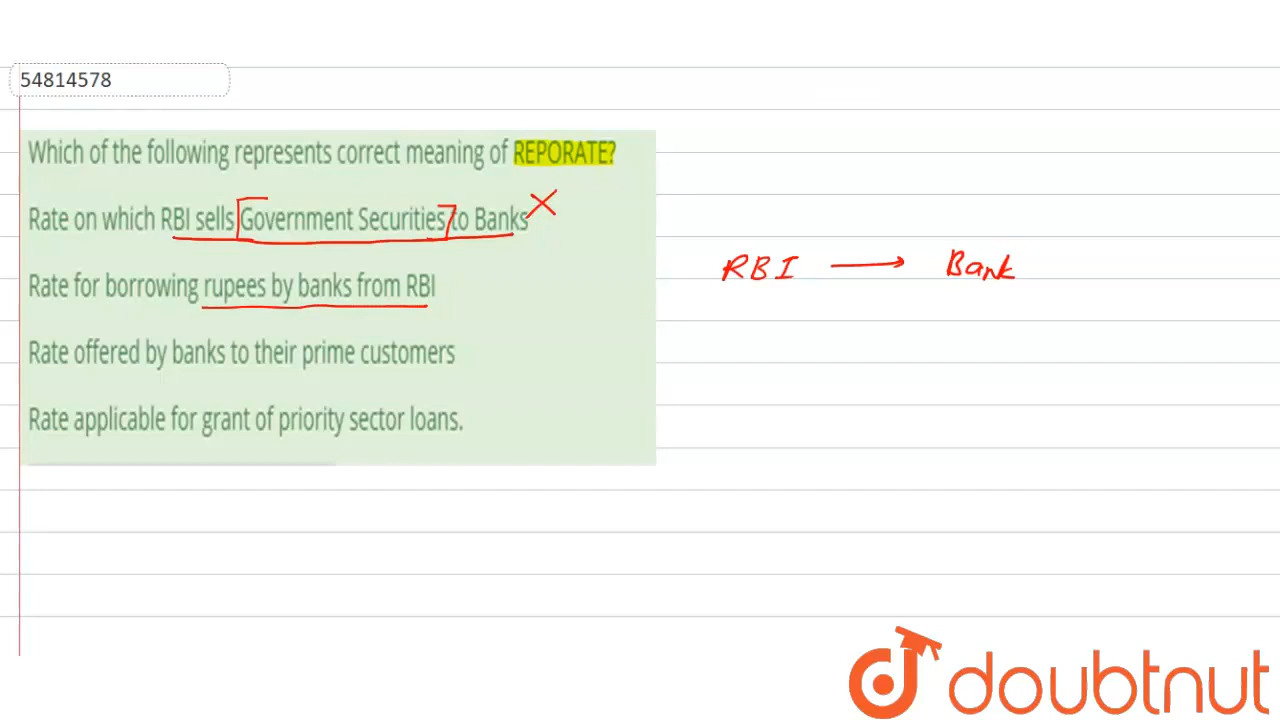 54814578
Which of the following represents correct meaning of REPORATE?
Rate on which RBI sells Government Securities to Banks
RBI → Bank
Rate for borrowing rupees by banks from RBI
Rate offered by banks to their prime customers
Rate applicable for grant of priority sector loans.
doubtnut